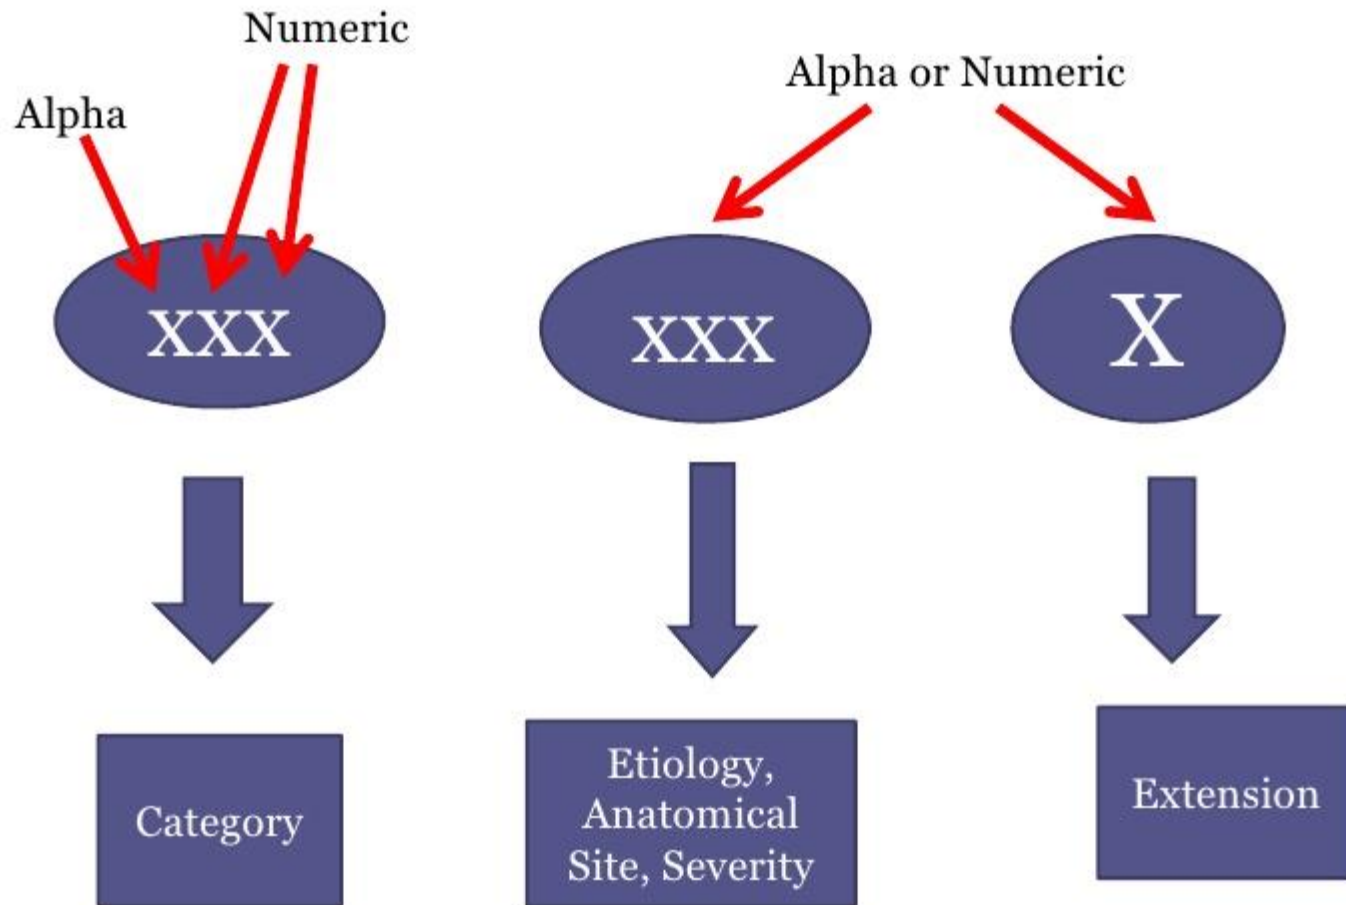 Numeric
Alpha
Alpha or Numeric
XXX
XXX
X
Category
Etiology,
Anatomical
Site, Severity
Extension